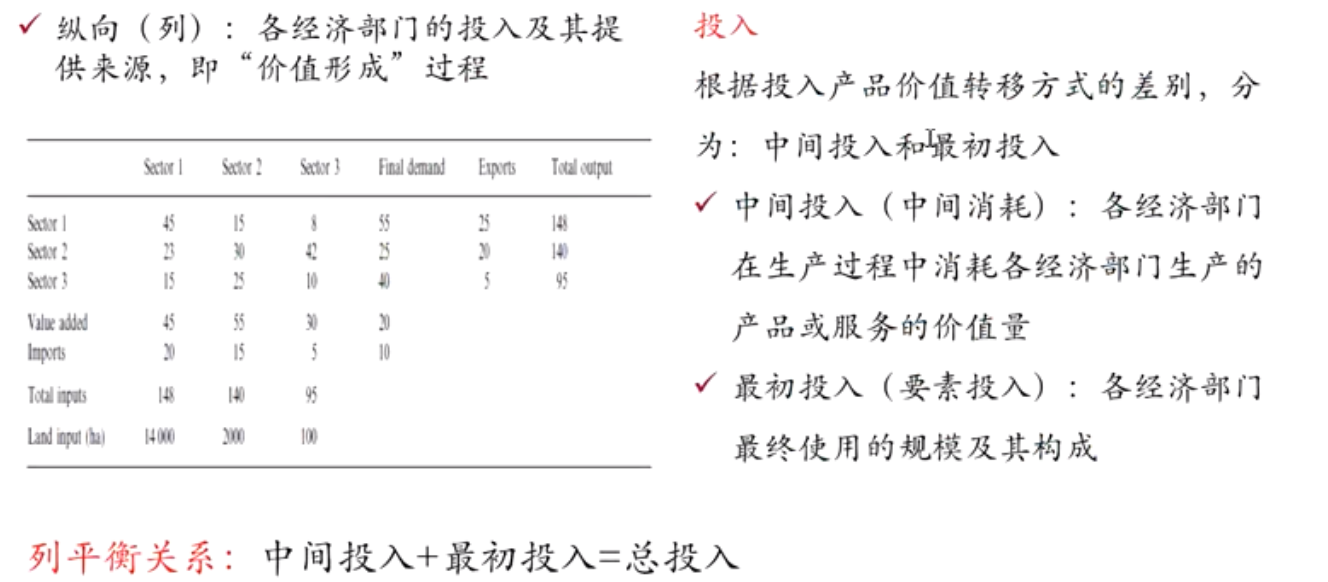 ✓ 纵向（列）：各经济部门的投入及其提
供来源，即“价值形成”过程
Sector 1 Sector 2 Sector 3 Final demand Exports Total output
Sector 1 45 15 8 55 25 148
Sector 2 23 30 42 25 20 140
Sector 3 15 25 10 40 5 95
Value added 45 55 30 20
Imports 20 15 5 10
Total inputs 148 140 95
Land input (ha) 14 000 2000 100
投入
根据投入产品价值转移方式的差别，分
为：中间投入和最初投入
✓ 中间投入（中间消耗）：各经济部门
在生产过程中消耗各经济部门生产的
产品或服务的价值量
✓ 最初投入（要素投入）：各经济部门
最终使用的规模及其构成
列平衡关系：中间投入+最初投入=总投入